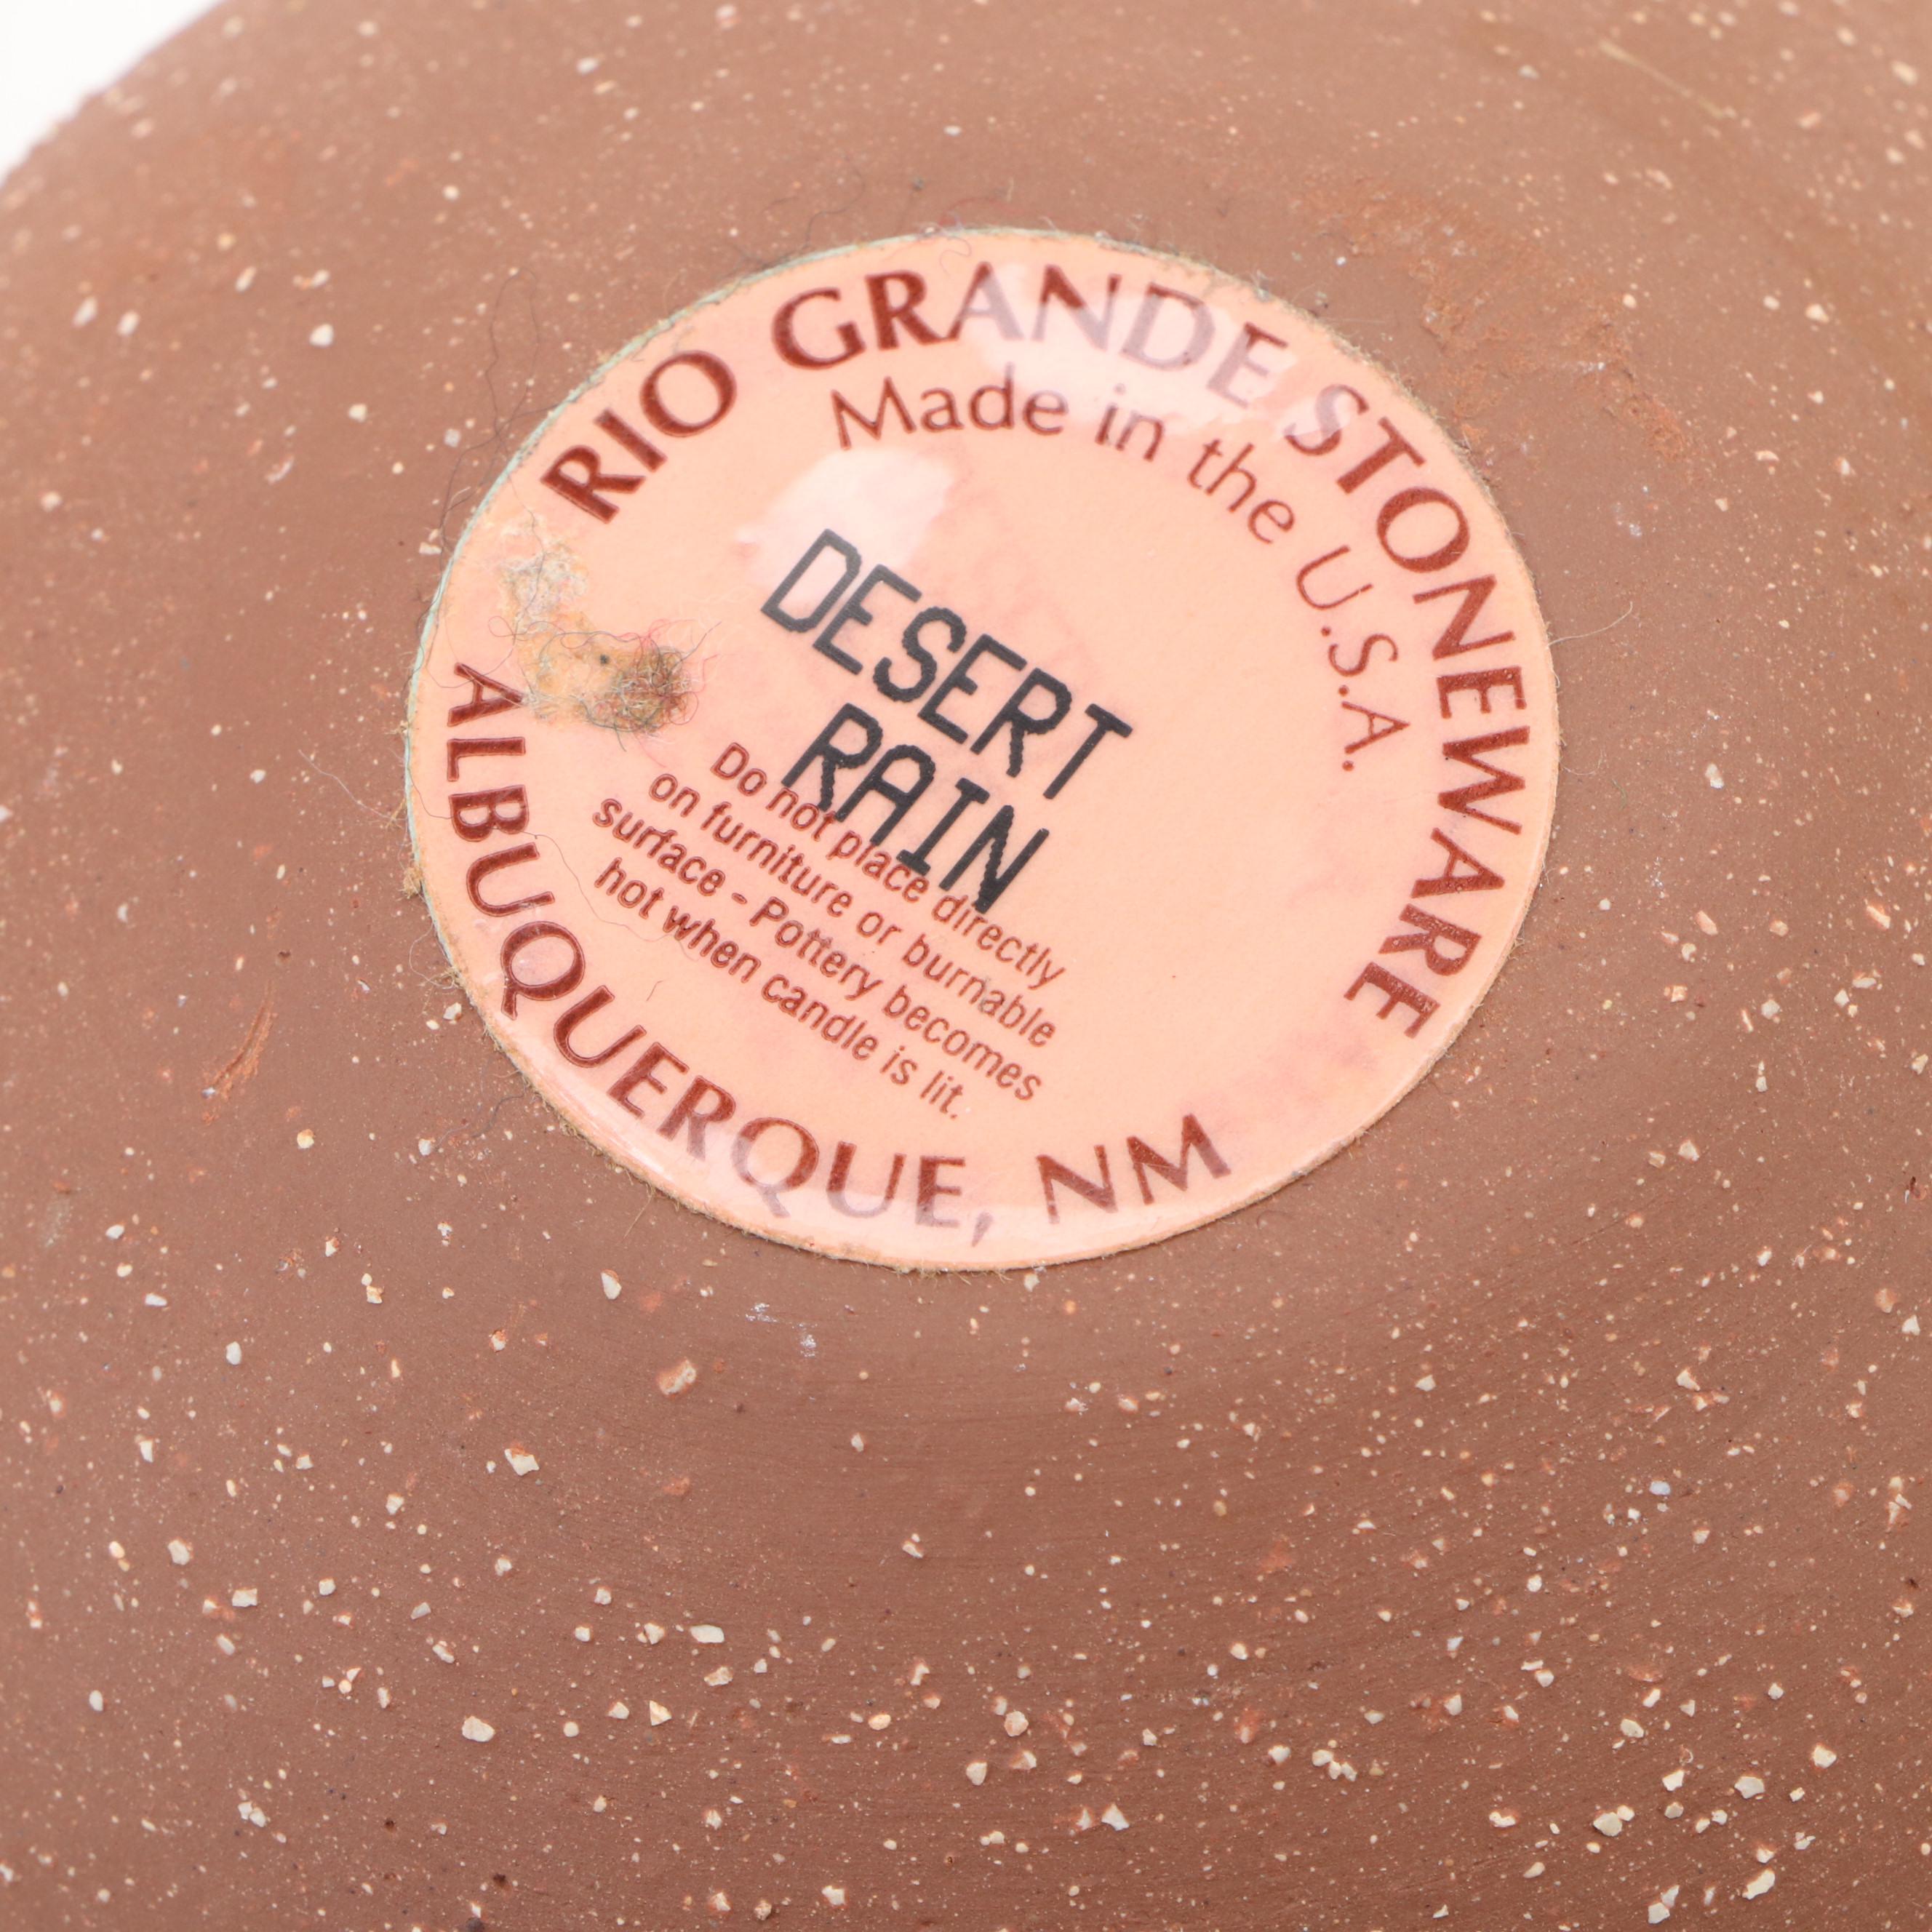 RIO GRANDE STONEWARE
Made in the U.S.A.
DESERT
RAIN
Do not place directly
on furniture or burnable
surface - Pottery becomes
hot when candle is lit.
ALBUQUERQUE, NM